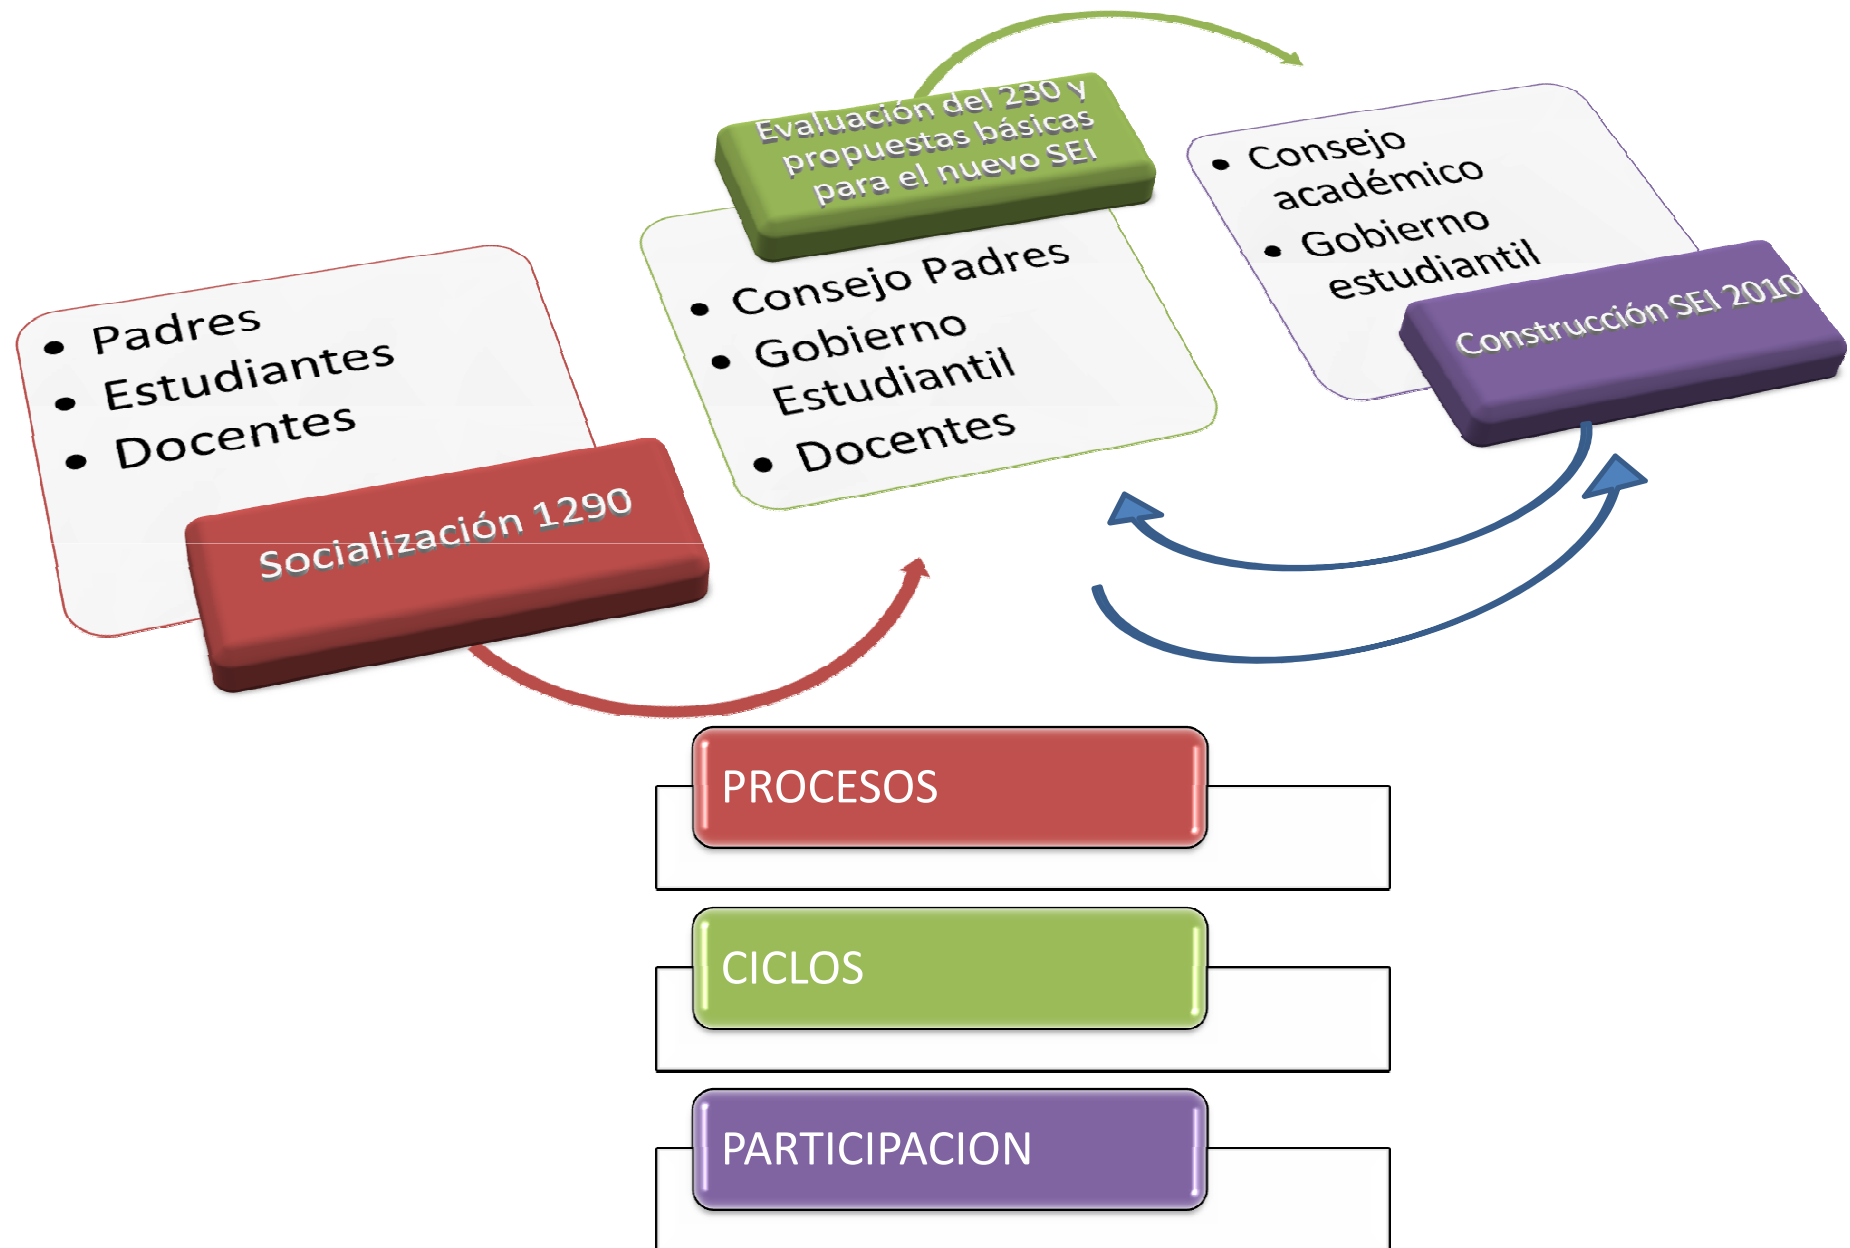 • Padres
• Estudiantes
• Docentes
Socialización 1290
Evaluación del 230 y
propuestas básicas
para el nuevo SEI
• Consejo Padres
• Gobierno
Estudiantil
• Docentes
• Consejo
académico
• Gobierno
estudiantil
Construcción SEI 2010
PROCESOS
CICLOS
PARTICIPACION